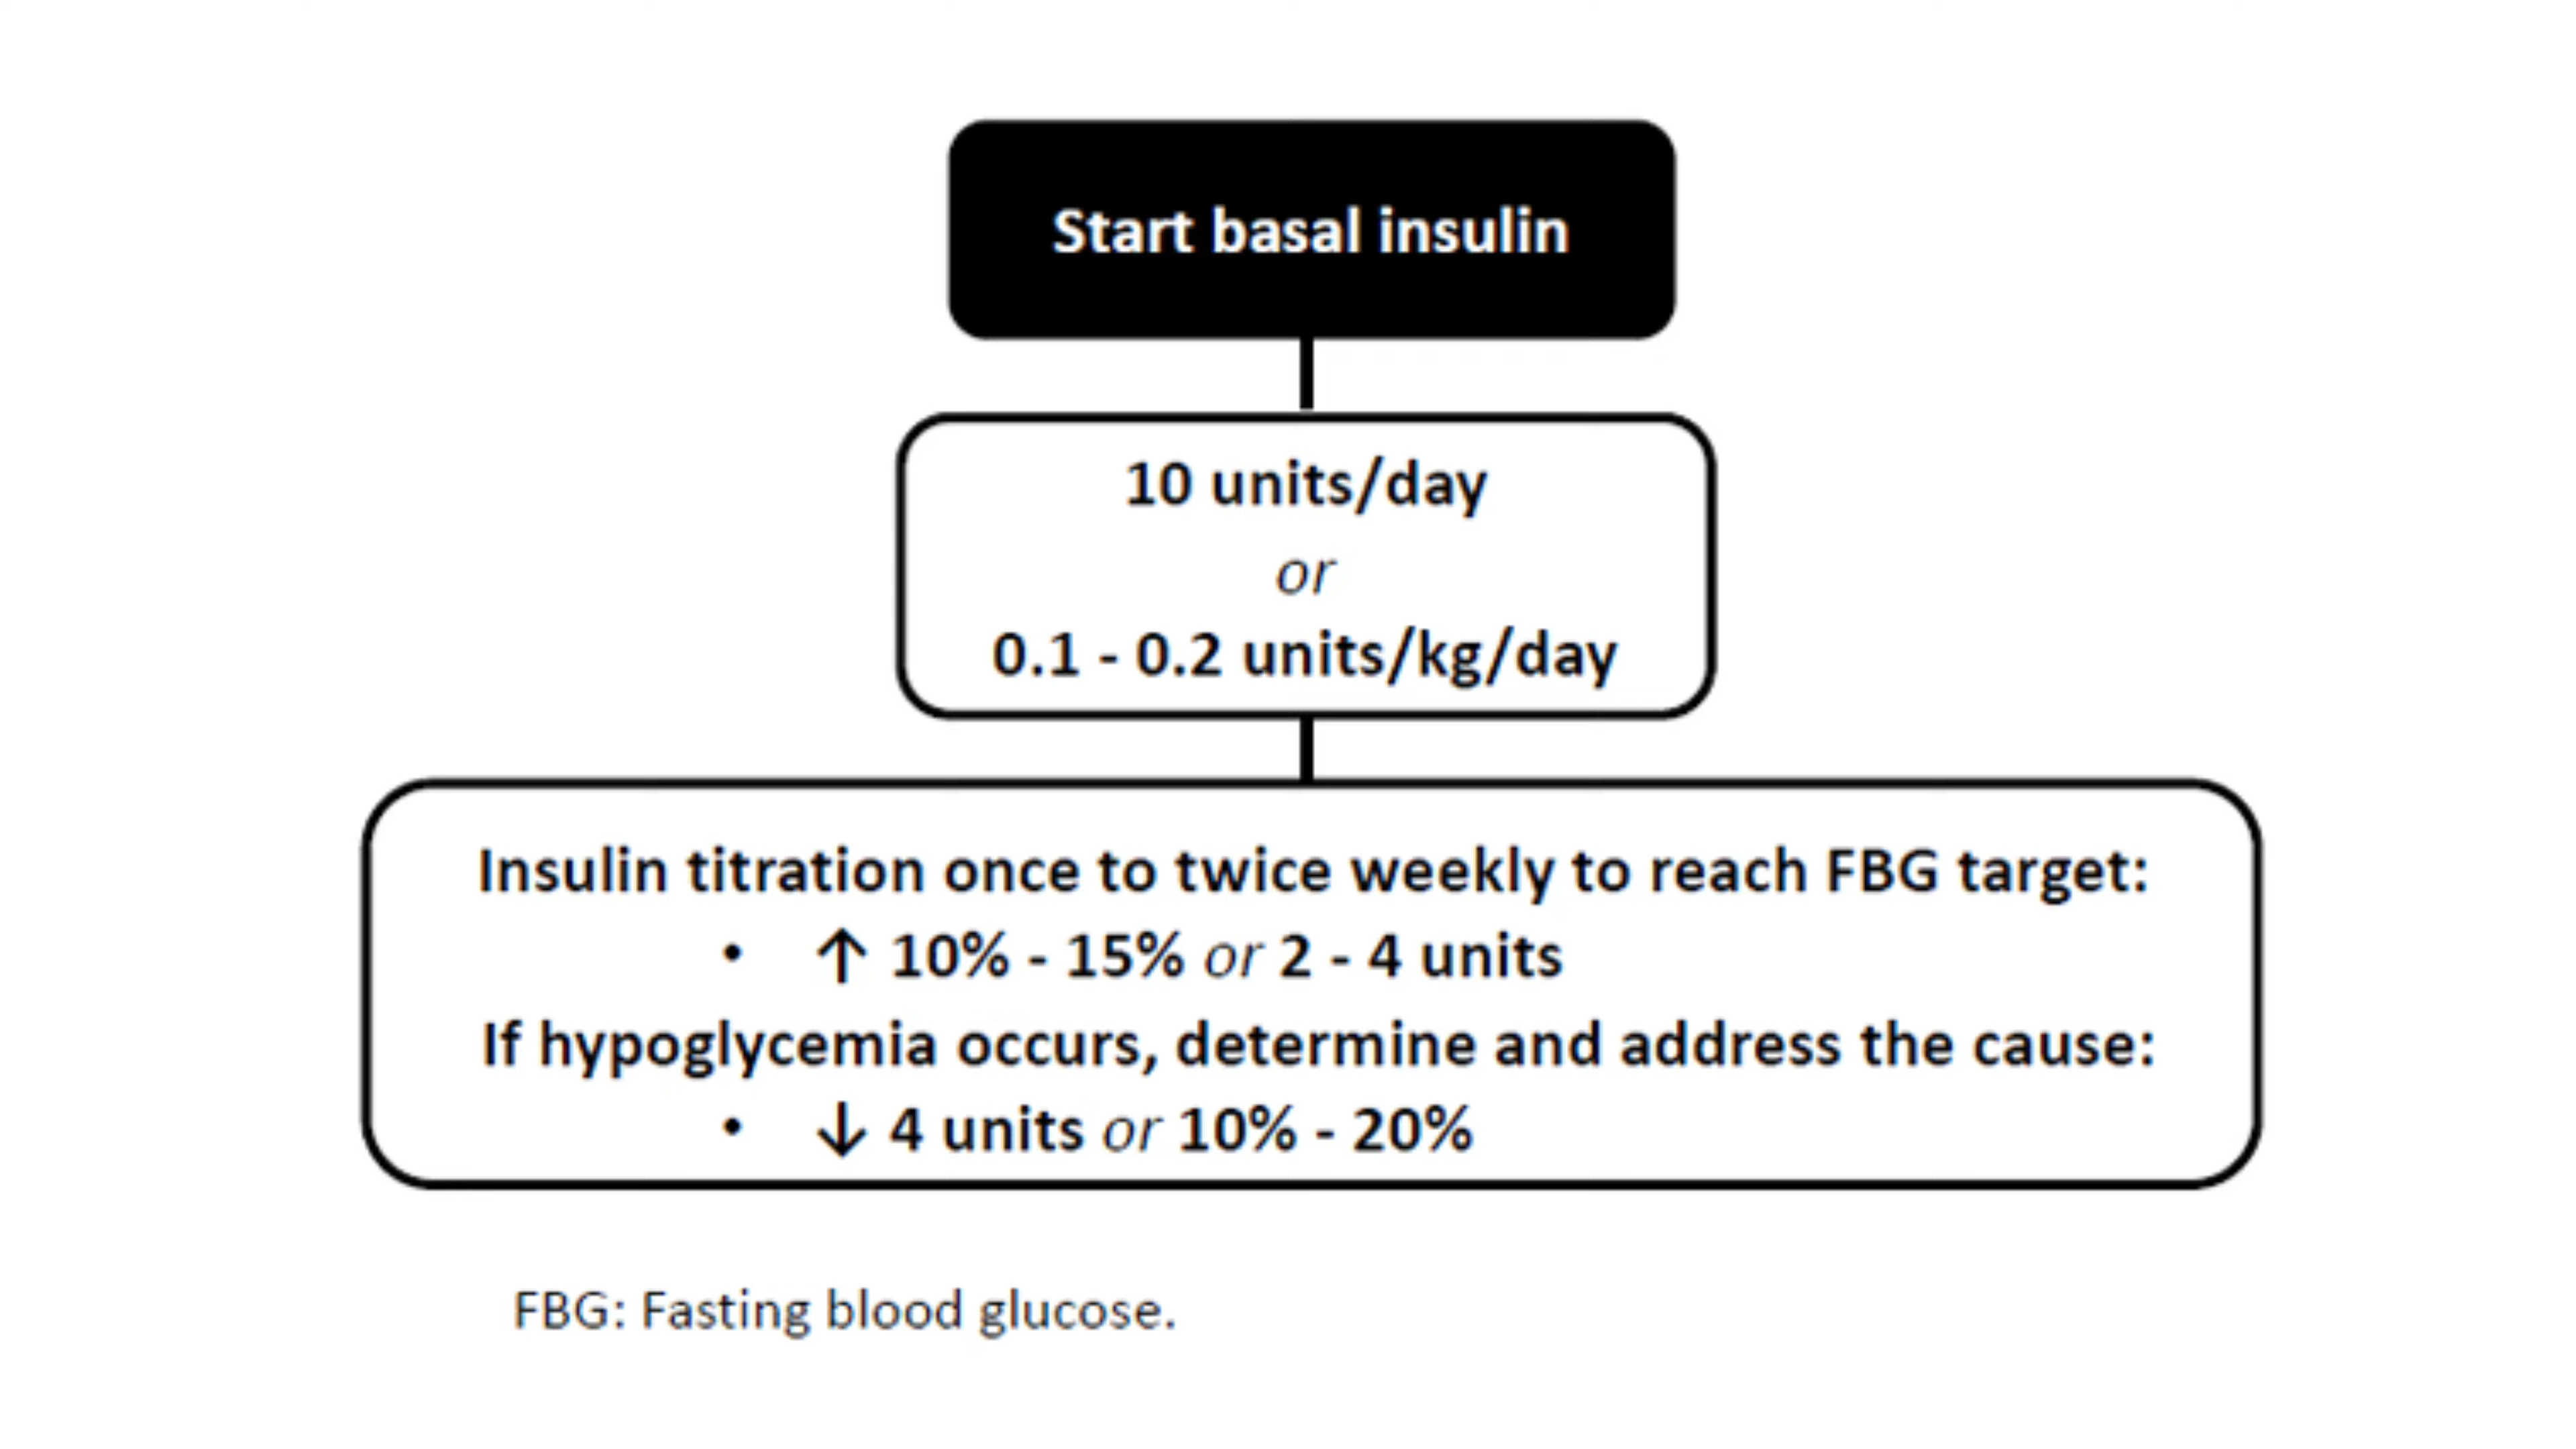 Start basal insulin
10 units/day
or
0.1 - 0.2 units/kg/day
Insulin titration once to twice weekly to reach FBG target:
• ↑ 10% - 15% or 2 - 4 units
If hypoglycemia occurs, determine and address the cause:
• ↓ 4 units or 10% - 20%
FBG: Fasting blood glucose.